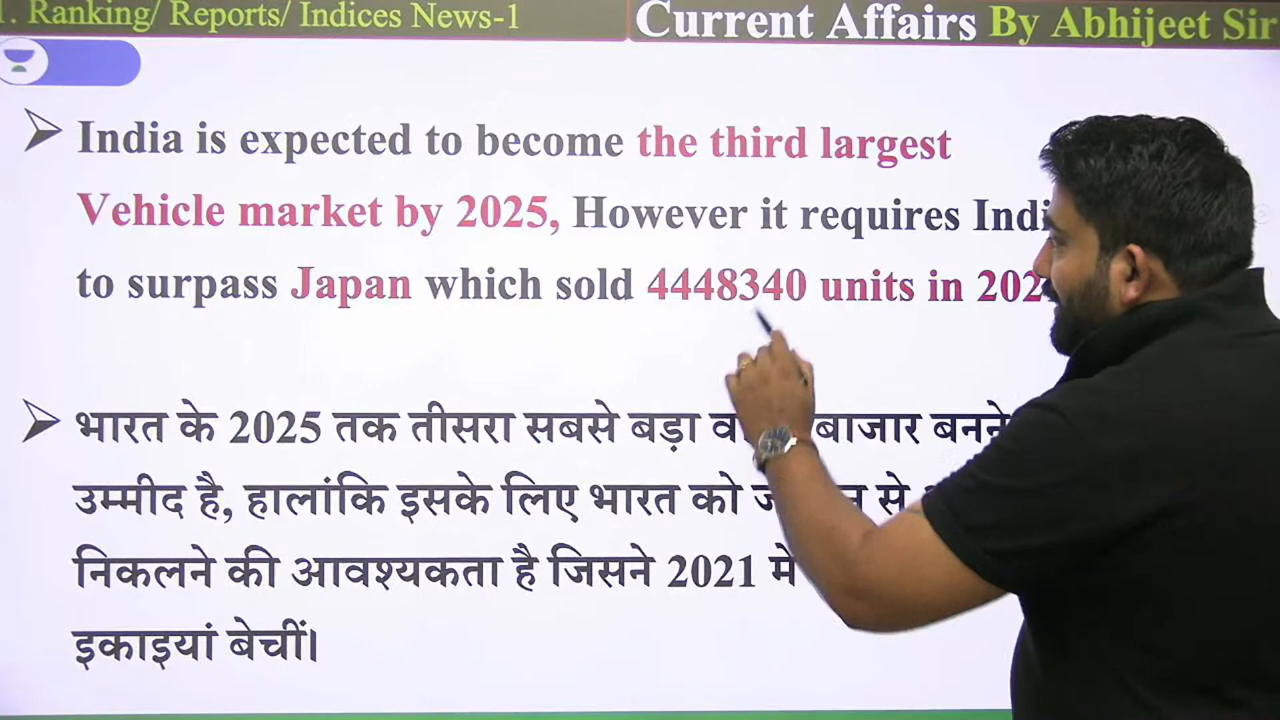 1. Ranking/ Reports/ Indices News-1
Current Affairs By Abhijeet Sir
India is expected to become the third largest
Vehicle market by 2025, However it requires
to surpass Japan which sold 4448340 units in
भारत के 2025 तक तीसरा सबसे बड़ा बाजार बनने
उम्मीद है, हालांकि इसके लिए भारत को से
निकलने की आवश्यकता है जिसने 2021 में
इकाइयां बेचीं।